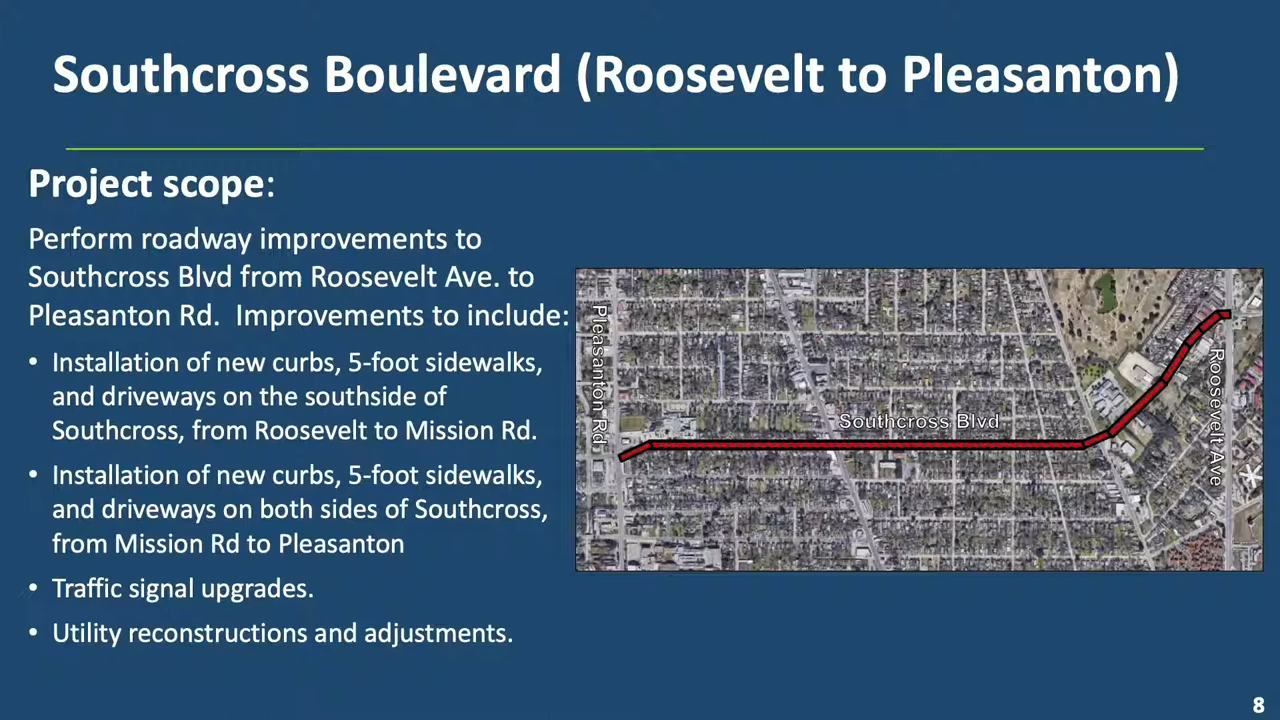 Southcross Boulevard (Roosevelt to Pleasanton)
Project scope:
Perform roadway improvements to
Southcross Blvd from Roosevelt Ave. to
Pleasanton Rd.  Improvements to include:
• Installation of new curbs, 5-foot sidewalks,
and driveways on the southside of
Southcross, from Roosevelt to Mission Rd.
• Installation of new curbs, 5-foot sidewalks,
and driveways on both sides of Southcross,
from Mission Rd to Pleasanton
• Traffic signal upgrades.
• Utility reconstructions and adjustments.
Pleasanton Rd
Southcross Blvd
Roosevelt Ave
8